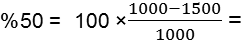 %50 = 100 × (1000−1500)/1000 =